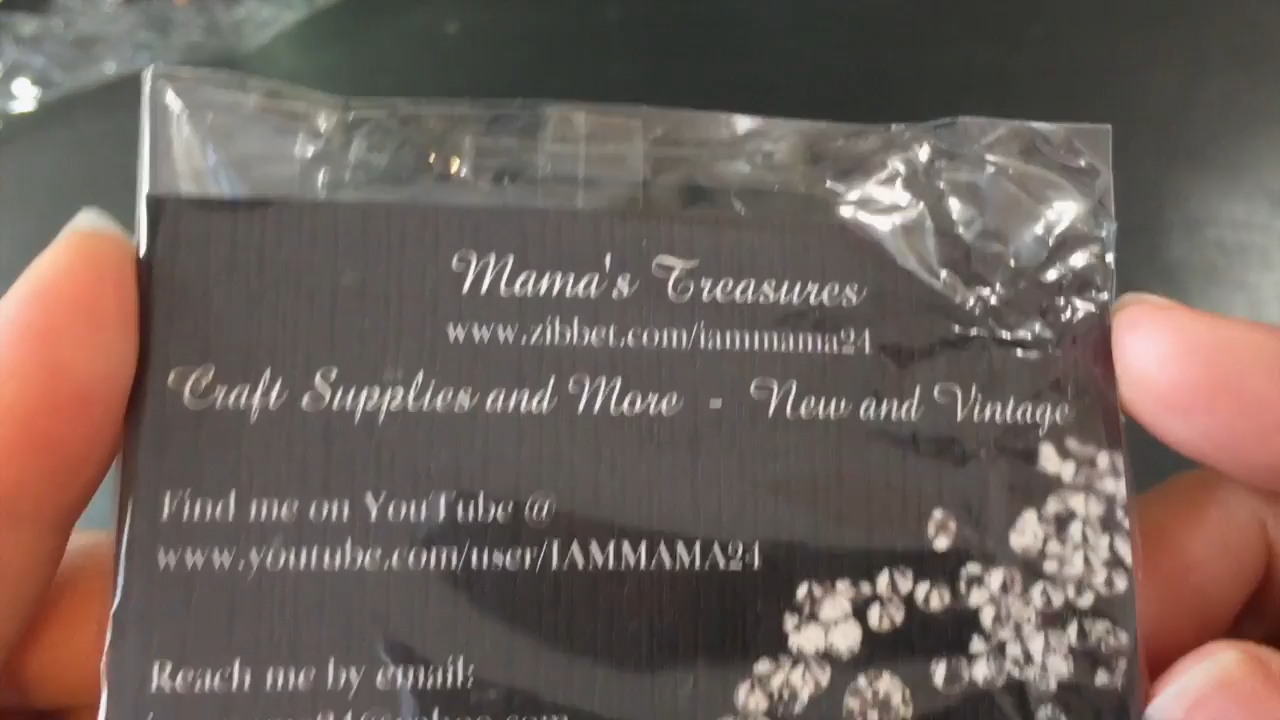 Mama's Treasures
www.zibbet.com/iammama24
Craft Supplies and More - New and Vintage
Find me on YouTube @
www.youtube.com/user/IAMMAMA24
Reach me by email: